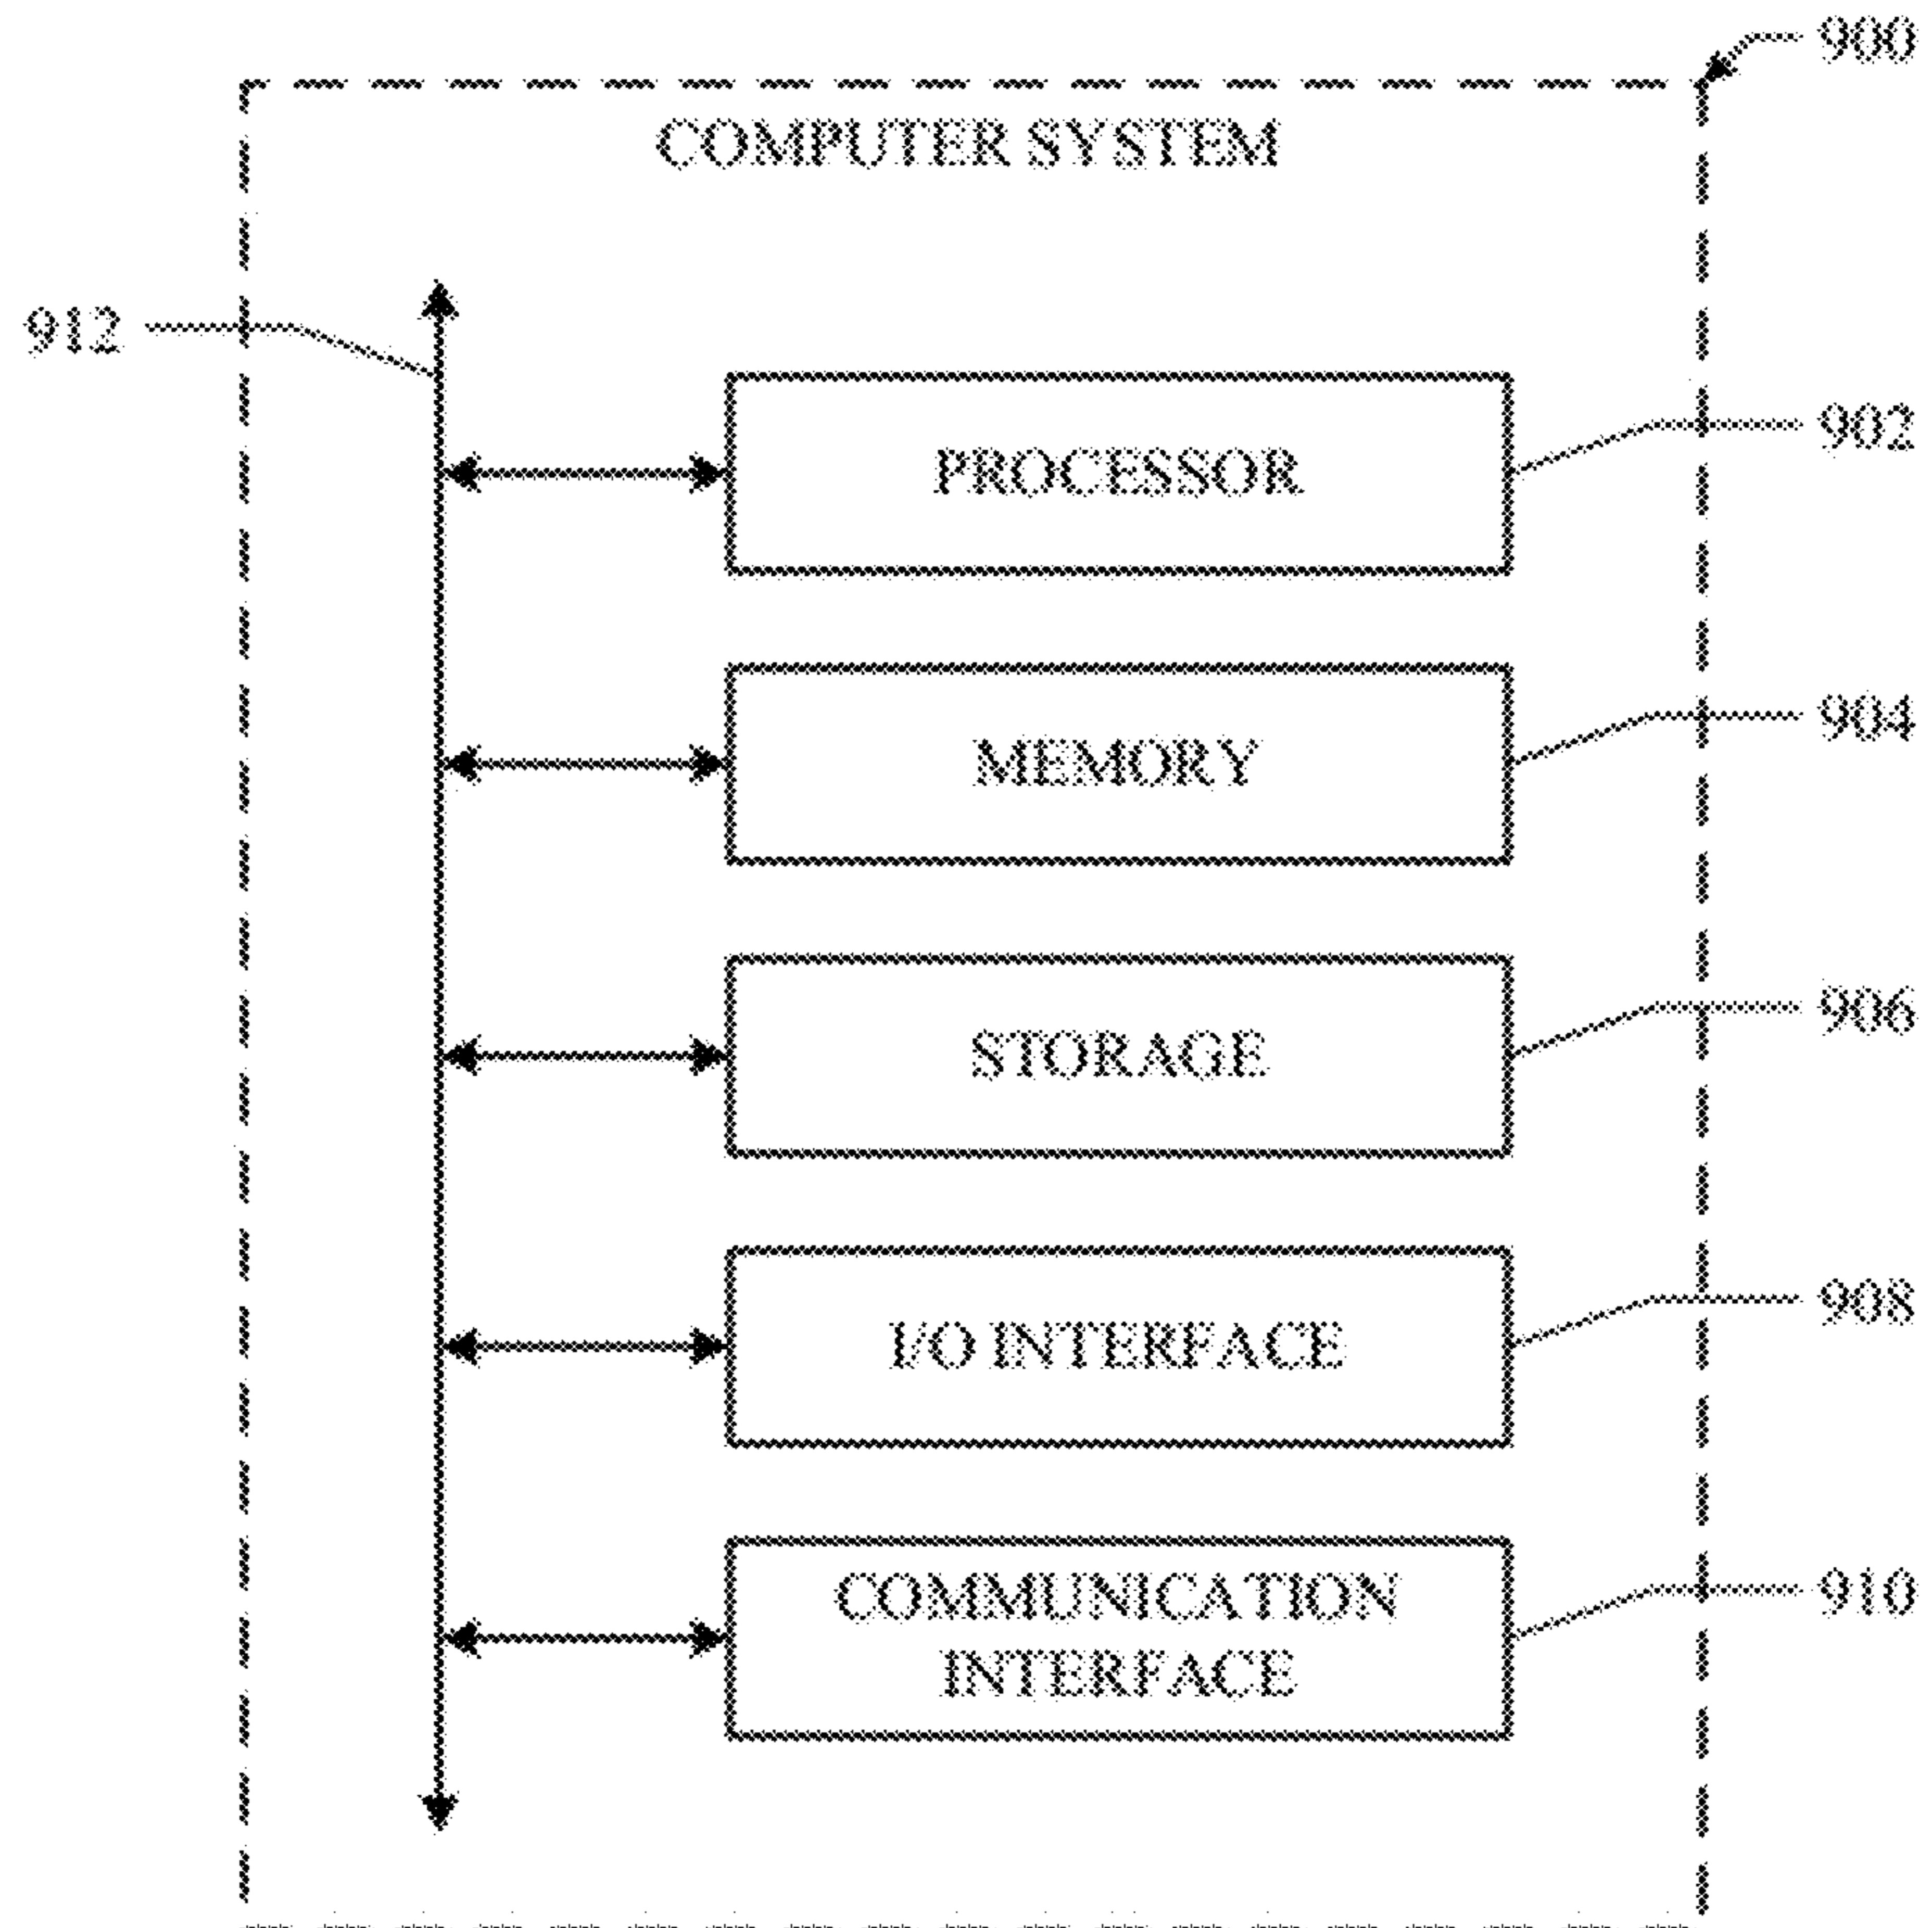 900
COMPUTER SYSTEM
912
PROCESSOR
902
MEMORY
904
STORAGE
906
I/O INTERFACE
908
COMMUNICATION
INTERFACE
910